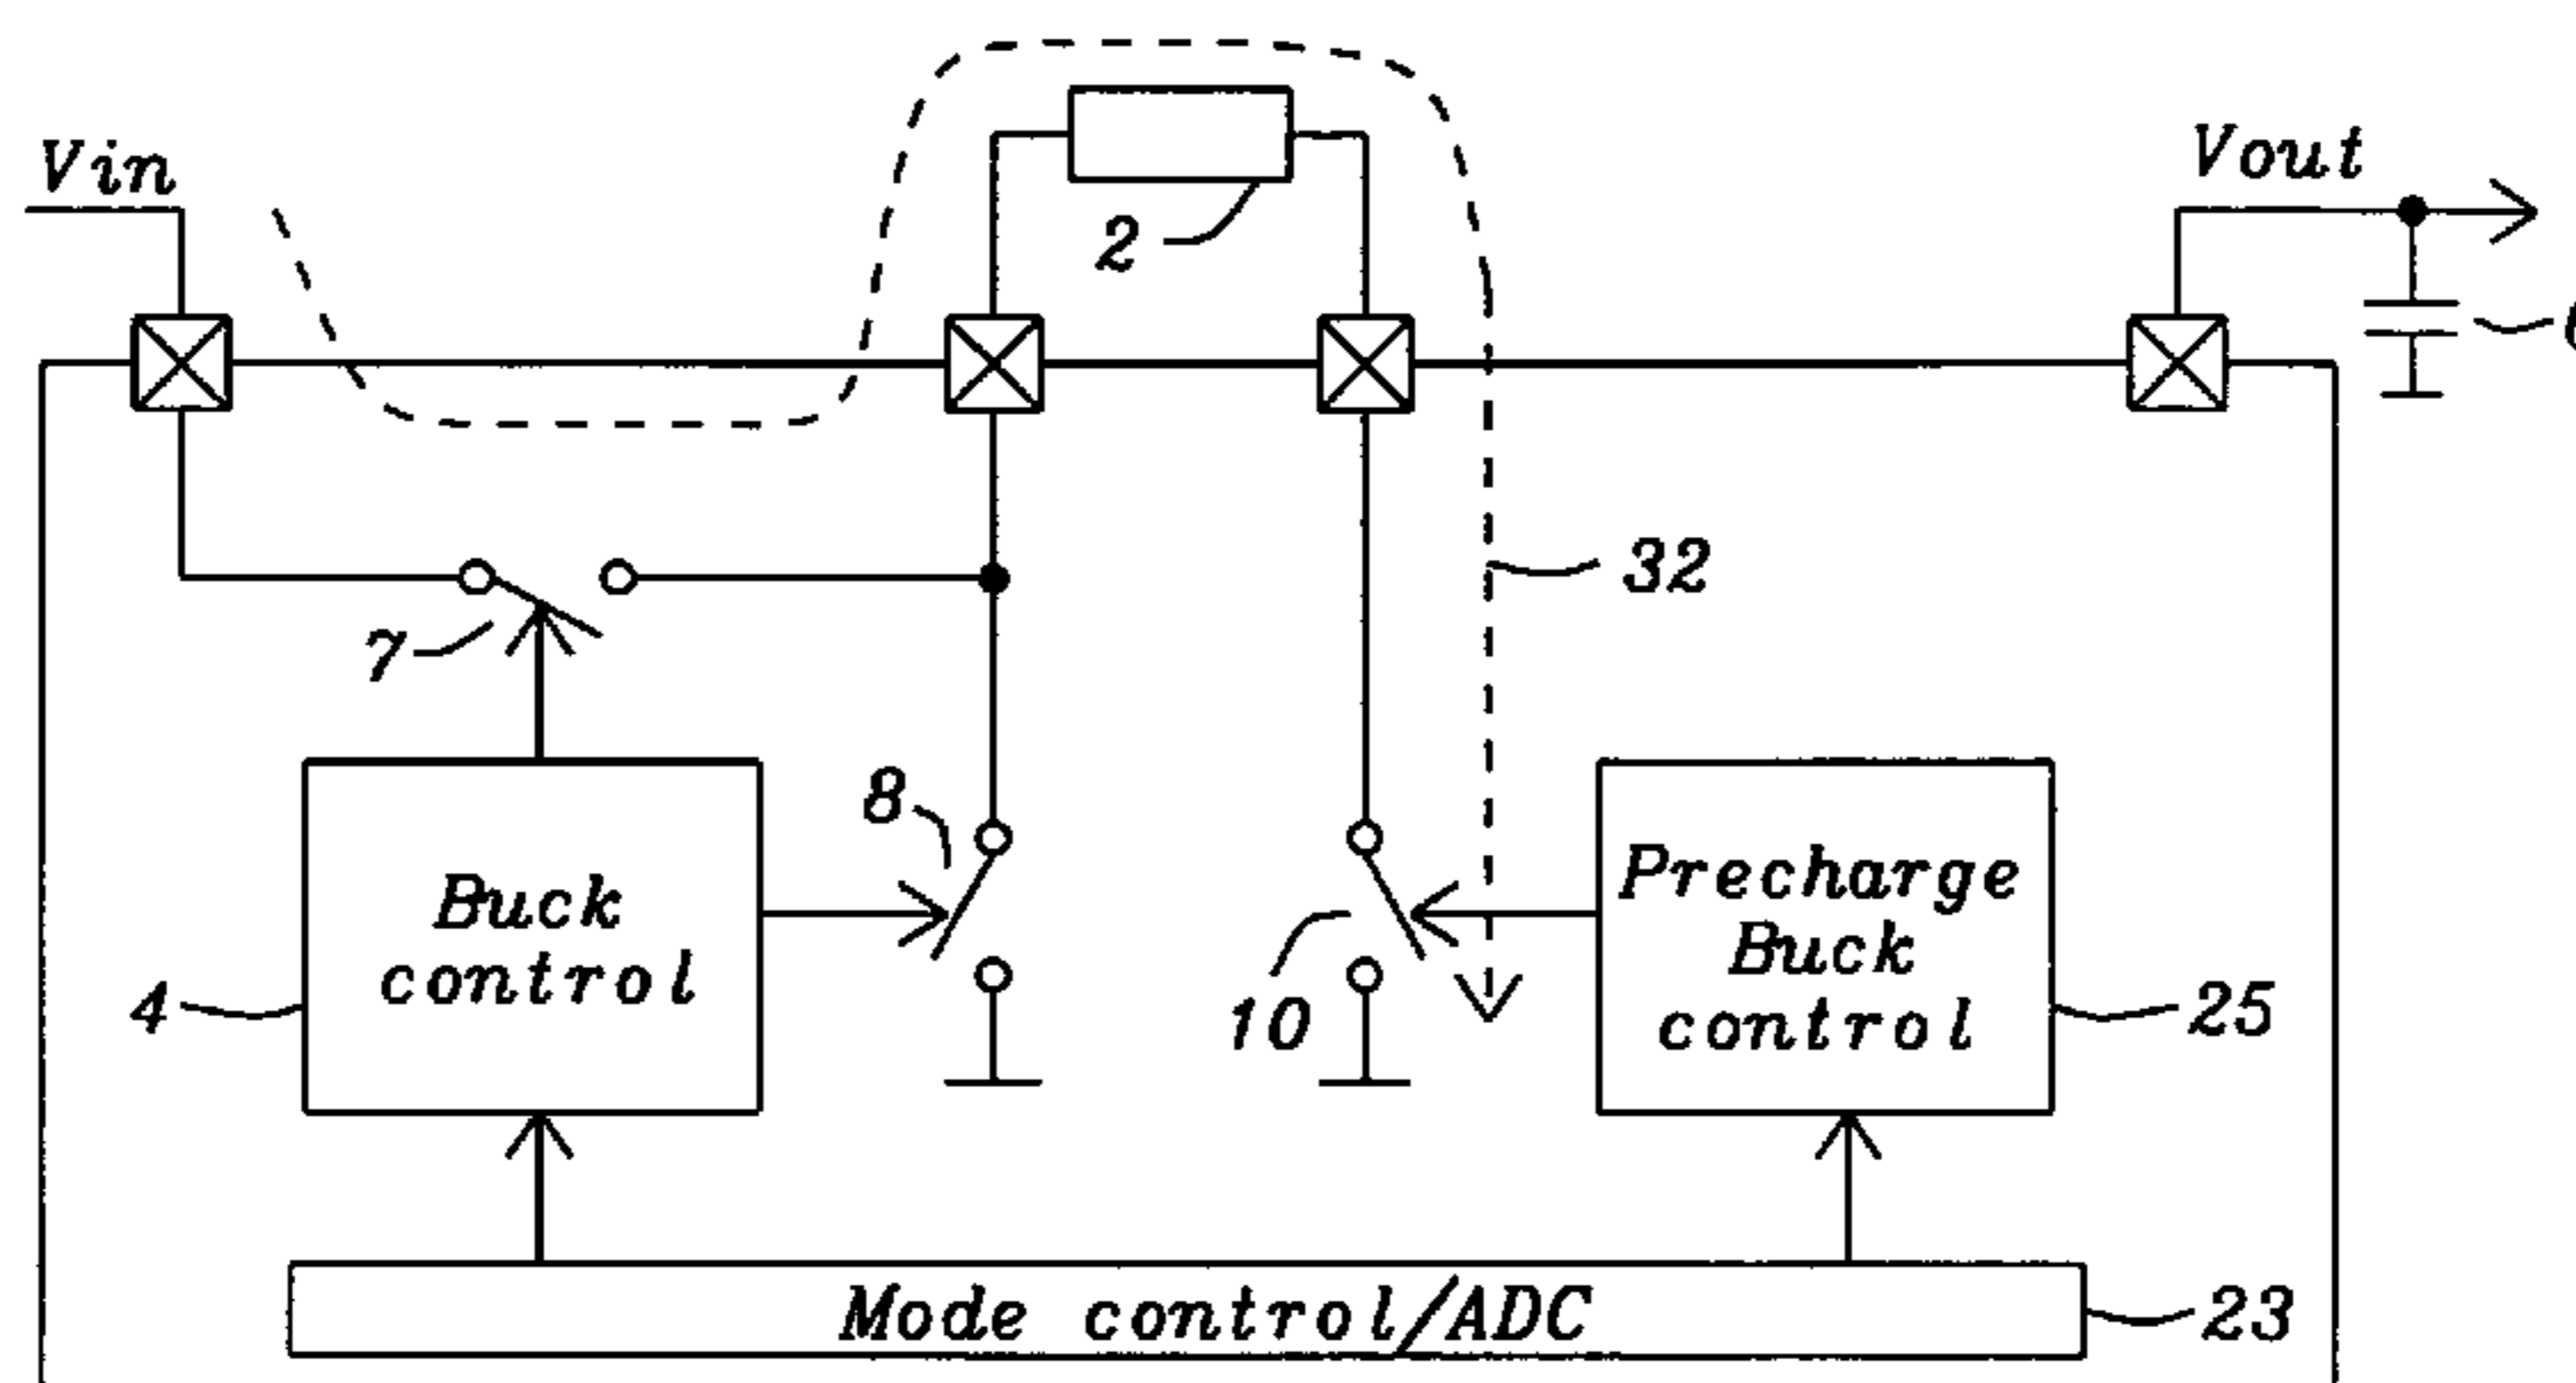 Vin
Vout
2
32
7
8
Buck
control
4
10
Precharge
Buck
control
25
Mode control/ADC
23